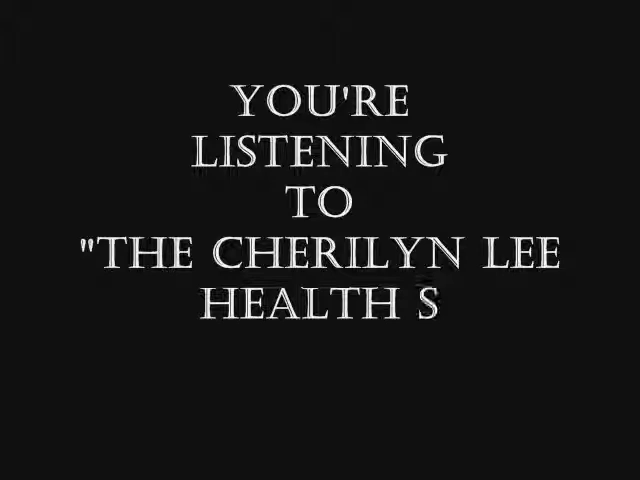 YOU'RE
LISTENING
TO
"THE CHERILYN LEE
HEALTH S